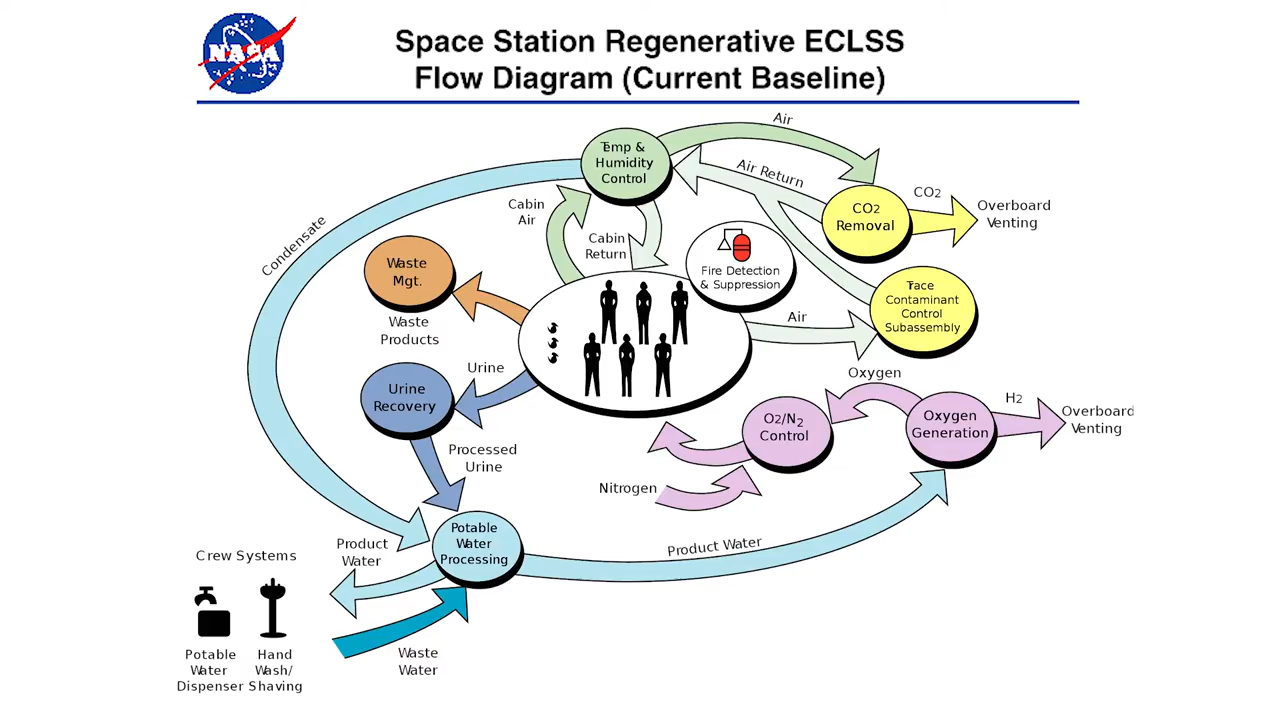 NASA
Space Station Regenerative ECLSS
Flow Diagram (Current Baseline)
Air
Temp &
Humidity
Control
Air Return
CO2
Removal
CO2
Overboard
Venting
Cabin
Air
Cabin
Return
Condensate
Waste
Mgt.
Waste
Products
Fire Detection
& Suppression
Trace
Contaminant
Control
Subassembly
Air
Urine
Urine
Recovery
Oxygen
O2/N2
Control
Oxygen
Generation
H2
Overboard
Venting
Processed
Urine
Nitrogen
Potable
Water
Processing
Product Water
Product
Water
Crew Systems
Potable
Water
Dispenser
Hand
Wash/
Shaving
Waste
Water